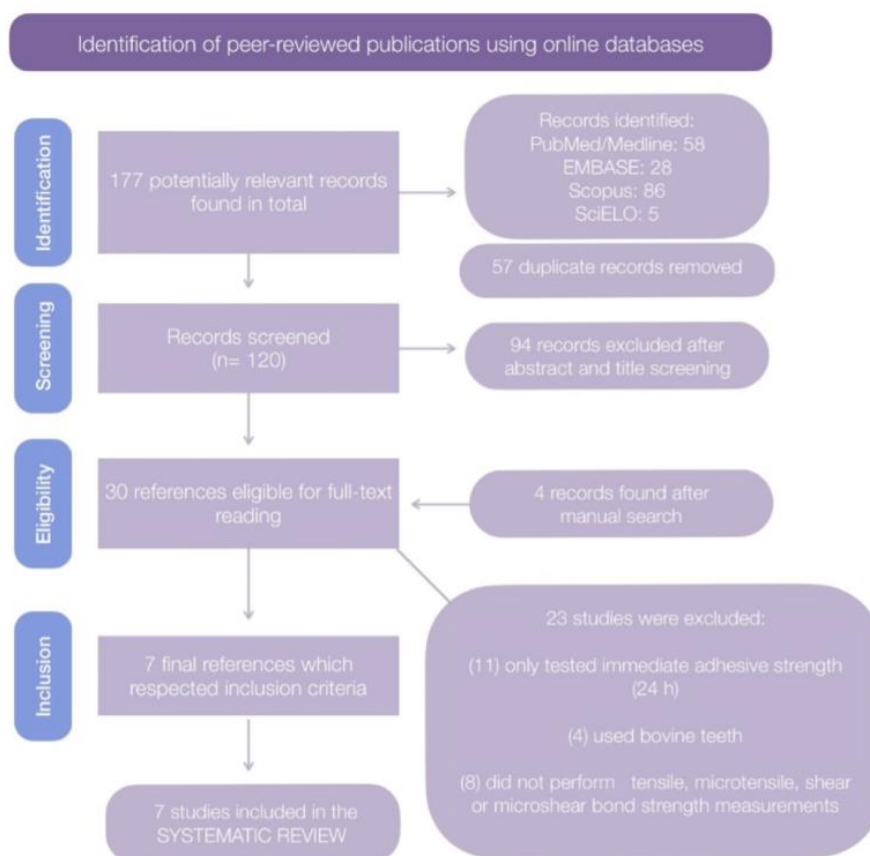 Identification of peer-reviewed publications using online databases
Identification
177 potentially relevant records
found in total
Records identified:
PubMed/Medline: 58
EMBASE: 28
Scopus: 86
SciELO: 5
57 duplicate records removed
Screening
Records screened
(n= 120)
94 records excluded after
abstract and title screening
Eligibility
30 references eligible for full-text
reading
4 records found after
manual search
Inclusion
7 final references which
respected inclusion criteria
23 studies were excluded:
(11) only tested immediate adhesive strength
(24 h)
(4) used bovine teeth
(8) did not perform tensile, microtensile, shear
or microshear bond strength measurements
7 studies included in the
SYSTEMATIC REVIEW